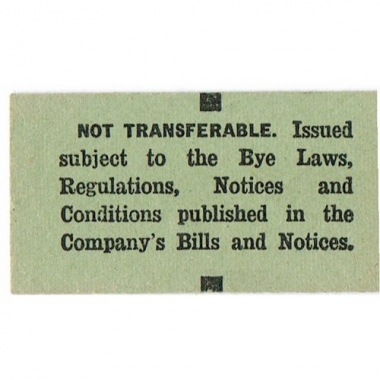 NOT TRANSFERABLE. Issued
subject to the Bye Laws,
Regulations, Notices and
Conditions published in the
Company's Bills and Notices.